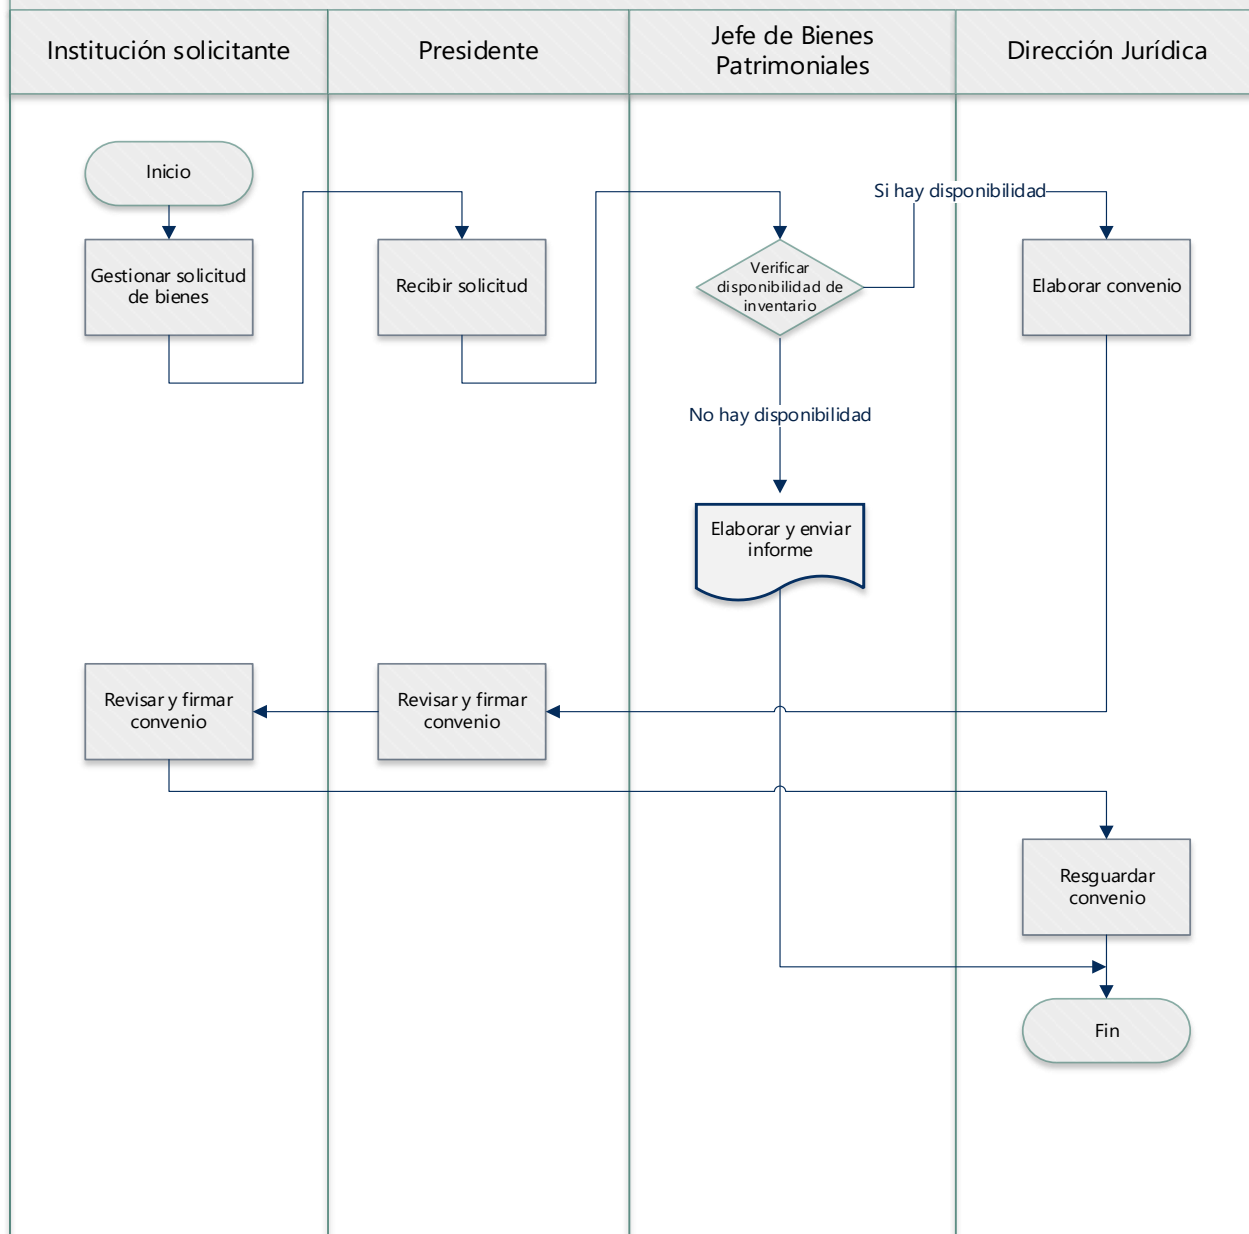 Institución solicitante
Presidente
Jefe de Bienes
Patrimoniales
Dirección Jurídica
Inicio
Si hay disponibilidad
Gestionar solicitud
de bienes
Recibir solicitud
Verificar
disponibilidad de
inventario
Elaborar convenio
No hay disponibilidad
Elaborar y enviar
informe
Revisar y firmar
convenio
Revisar y firmar
convenio
Resguardar
convenio
Fin